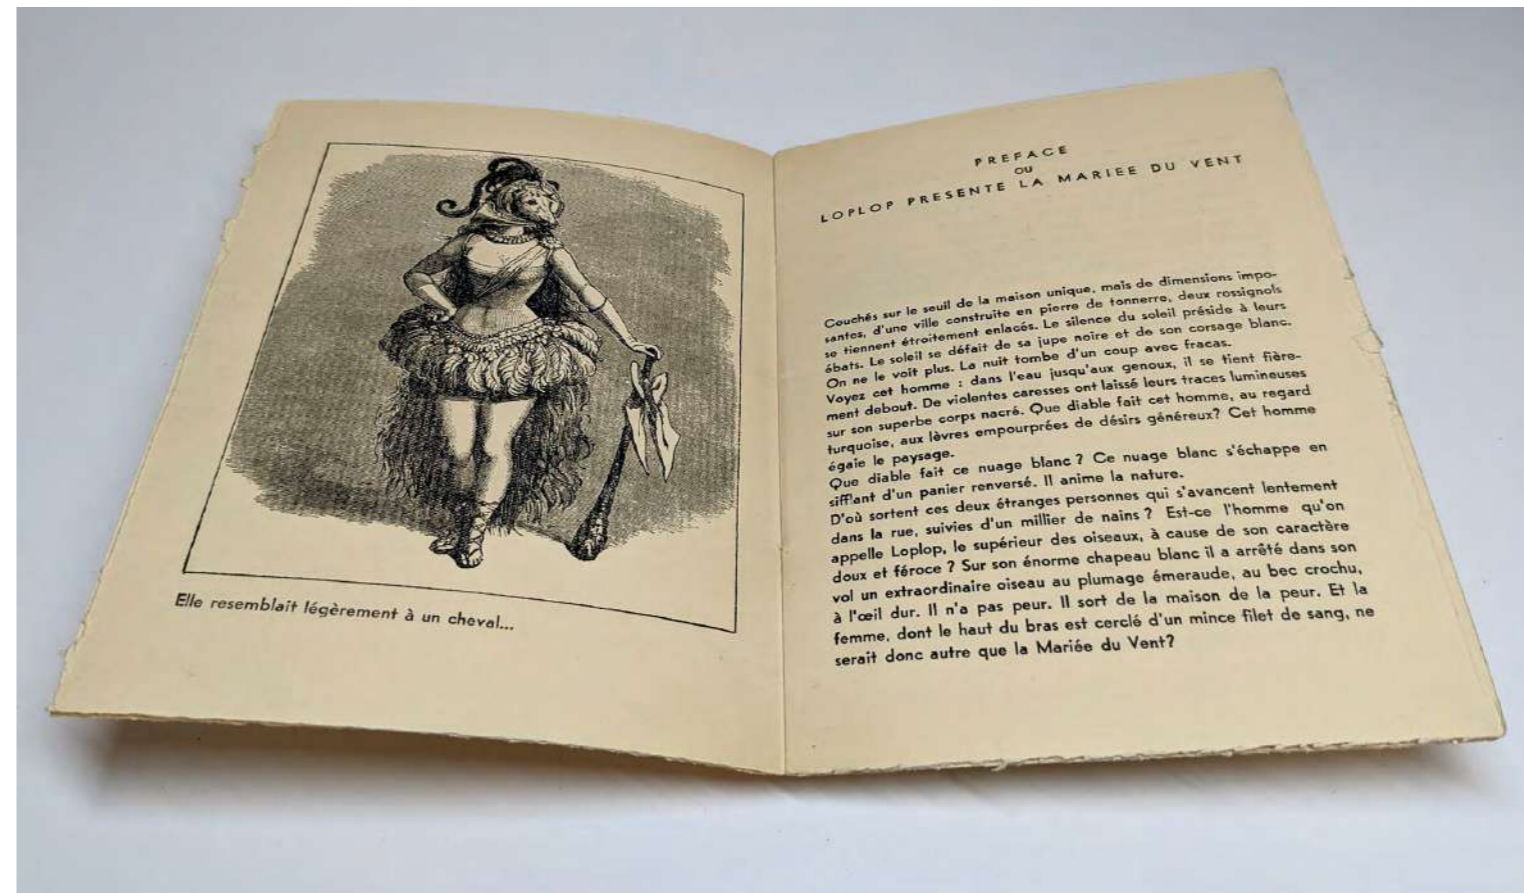 Elle resemblait légèrement à un cheval...
PREFACE
OU
LOPLOP PRESENTE LA MARIEE DU VENT
Couchés sur le seuil de la maison unique, mais de dimensions impo-
santes, d'une ville construite en pierre de tonnerre, deux rossignols
se tiennent étroitement enlacés. Le silence du soleil préside à leurs
ébats. Le soleil se défait de sa jupe noire et de son corsage blanc.
On ne le voit plus. La nuit tombe d'un coup avec fracas.
Voyez cet homme : dans l'eau jusqu'aux genoux, il se tient fière-
ment debout. De violentes caresses ont laissé leurs traces lumineuses
sur son superbe corps nacré. Que diable fait cet homme, au regard
turquoise, aux lèvres empourprées de désirs généreux? Cet homme
égaie le paysage.
Que diable fait ce nuage blanc ? Ce nuage blanc s'échappe en
sifflant d'un panier renversé. Il anime la nature.
D'où sortent ces deux étranges personnes qui s'avancent lentement
dans la rue, suivies d'un millier de nains ? Est-ce l'homme qu'on
appelle Loplop, le supérieur des oiseaux, à cause de son caractère
doux et féroce ? Sur son énorme chapeau blanc il a arrêté dans son
vol un extraordinaire oiseau au plumage émeraude, au bec crochu,
à l'œil dur. Il n'a pas peur. Il sort de la maison de la peur. Et la
femme, dont le haut du bras est cerclé d'un mince filet de sang, ne
serait donc autre que la Mariée du Vent?